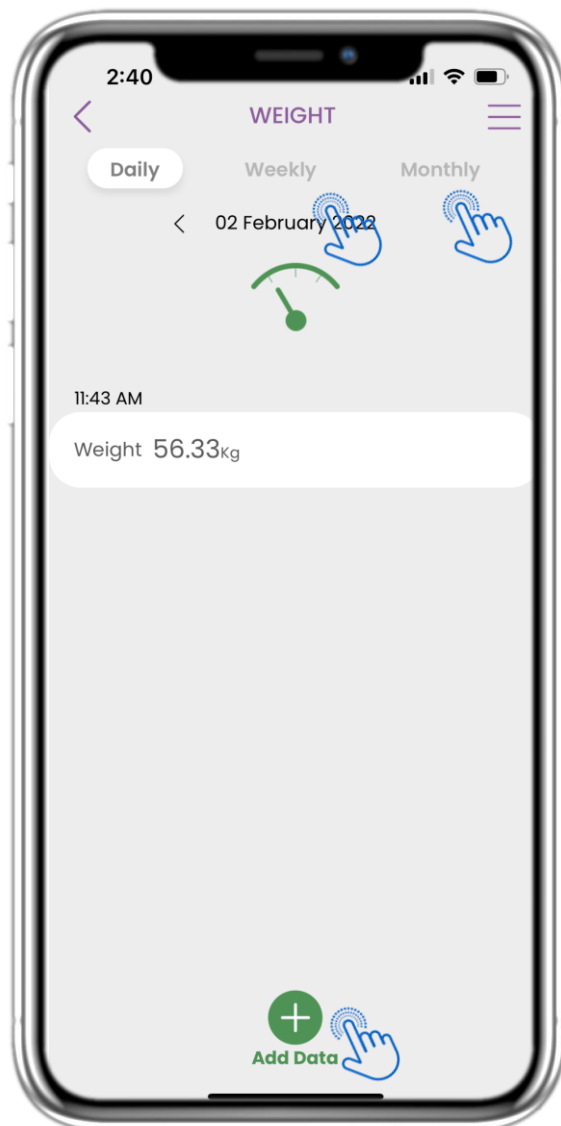 2:40
WEIGHT
Daily Weekly Monthly
02 February 2022
11:43 AM
Weight 56.33Kg
Add Data